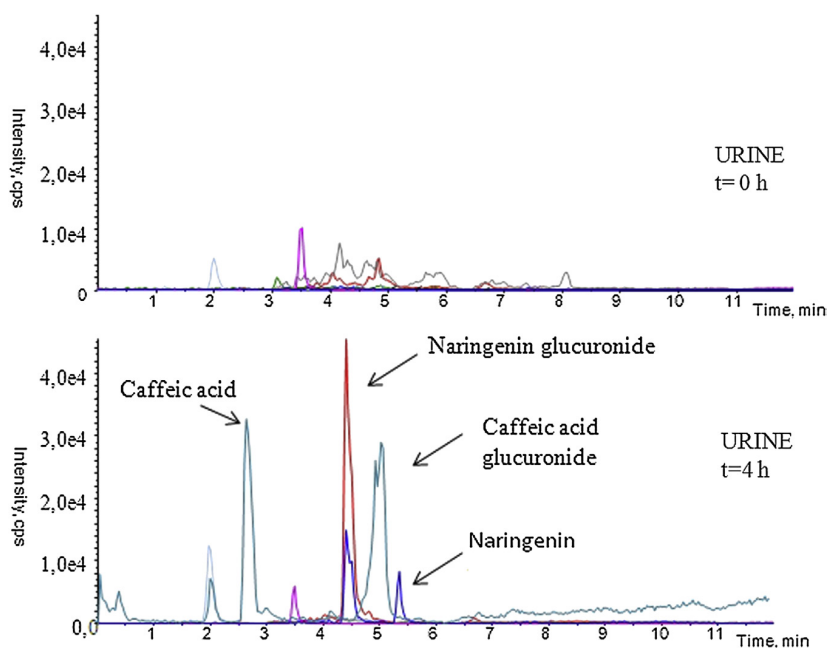 4,0e4
3,0e4
2,0e4
1,0e4
0
Intensity, cps
URINE
t= 0 h
1 2 3 4 5 6 7 8 9 10 11
Time, mins
Naringenin glucuronide
Caffeic acid
Caffeic acid
glucuronide
Naringenin
URINE
t=4 h
4,0e4
3,0e4
2,0e4
1,0e4
0,0
Intensity, cps
1 2 3 4 5 6 7 8 9 10 11
Time, min